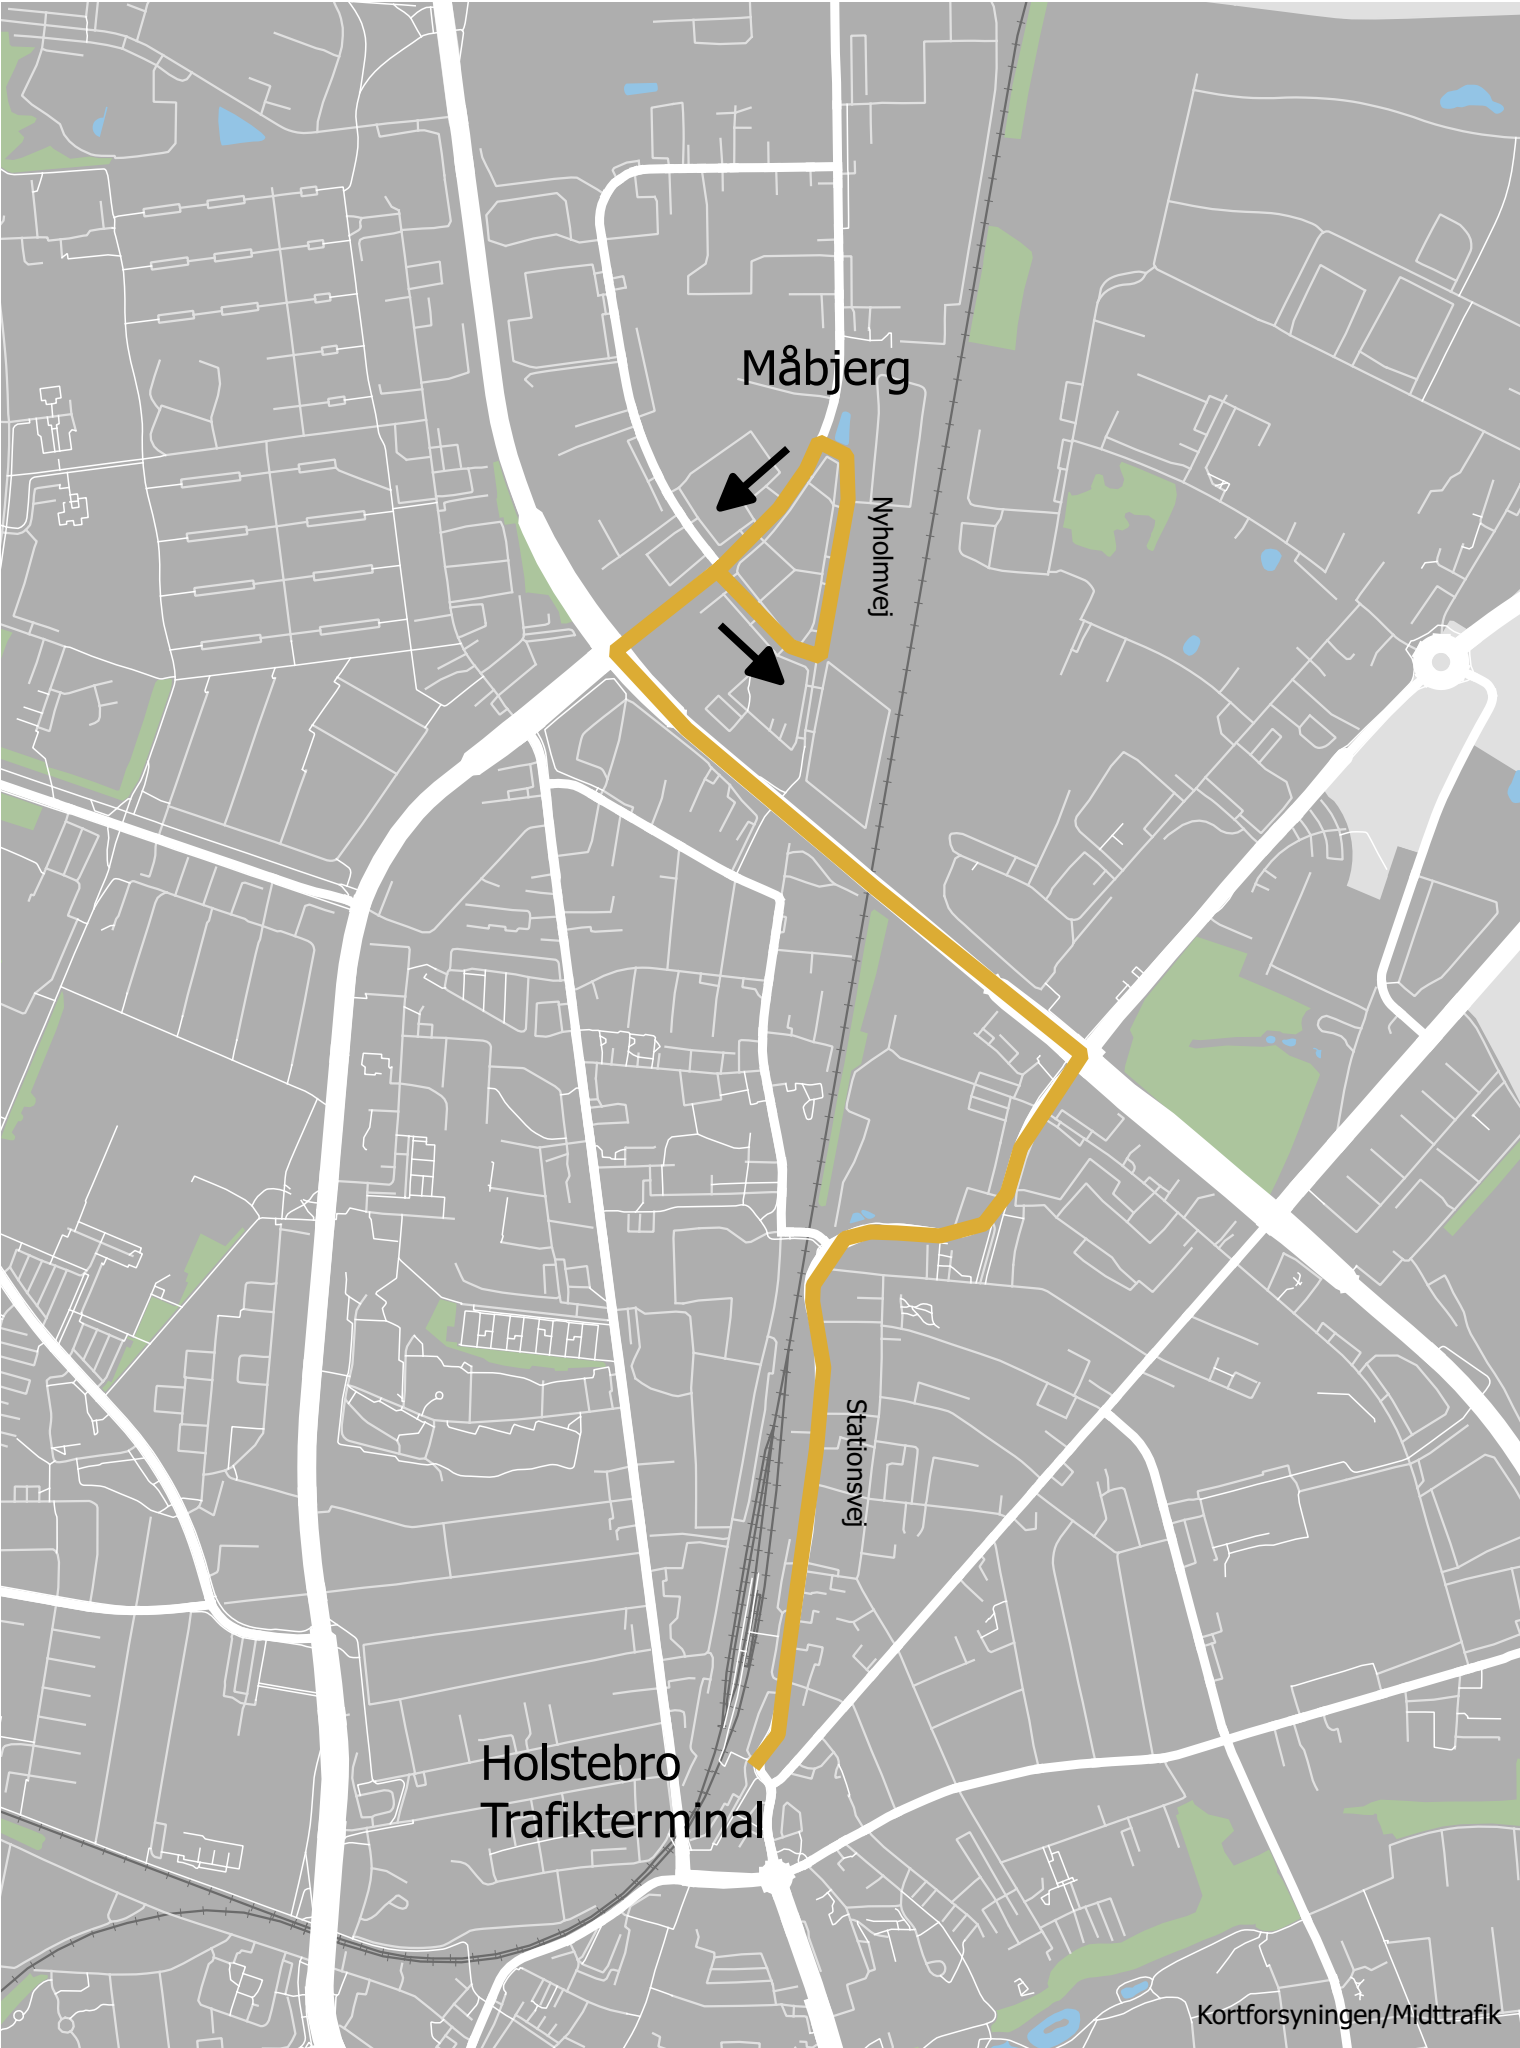 Måbjerg
Nyholmvej
Stationsvej
Holstebro
Trafikterminal
Kortforsyningen/Midttrafik